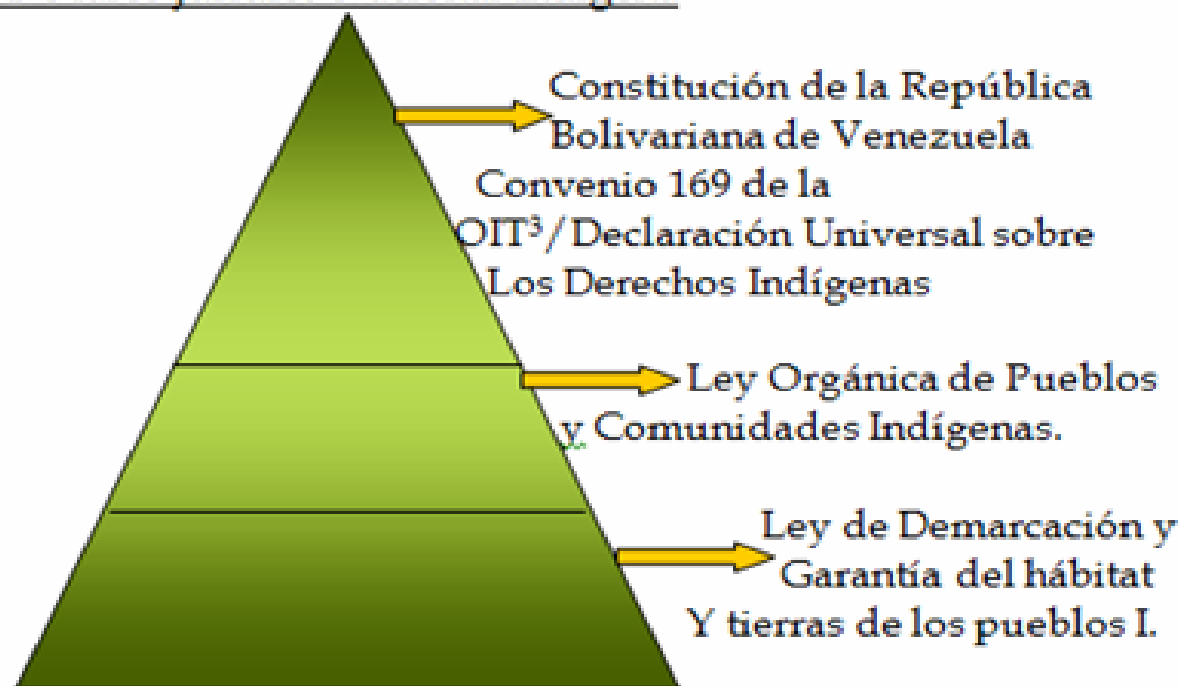 Constitución de la República
Bolivariana de Venezuela
Convenio 169 de la
OIT³/Declaración Universal sobre
Los Derechos Indígenas
Ley Orgánica de Pueblos
y Comunidades Indígenas.
Ley de Demarcación y
Garantía del hábitat
Y tierras de los pueblos I.